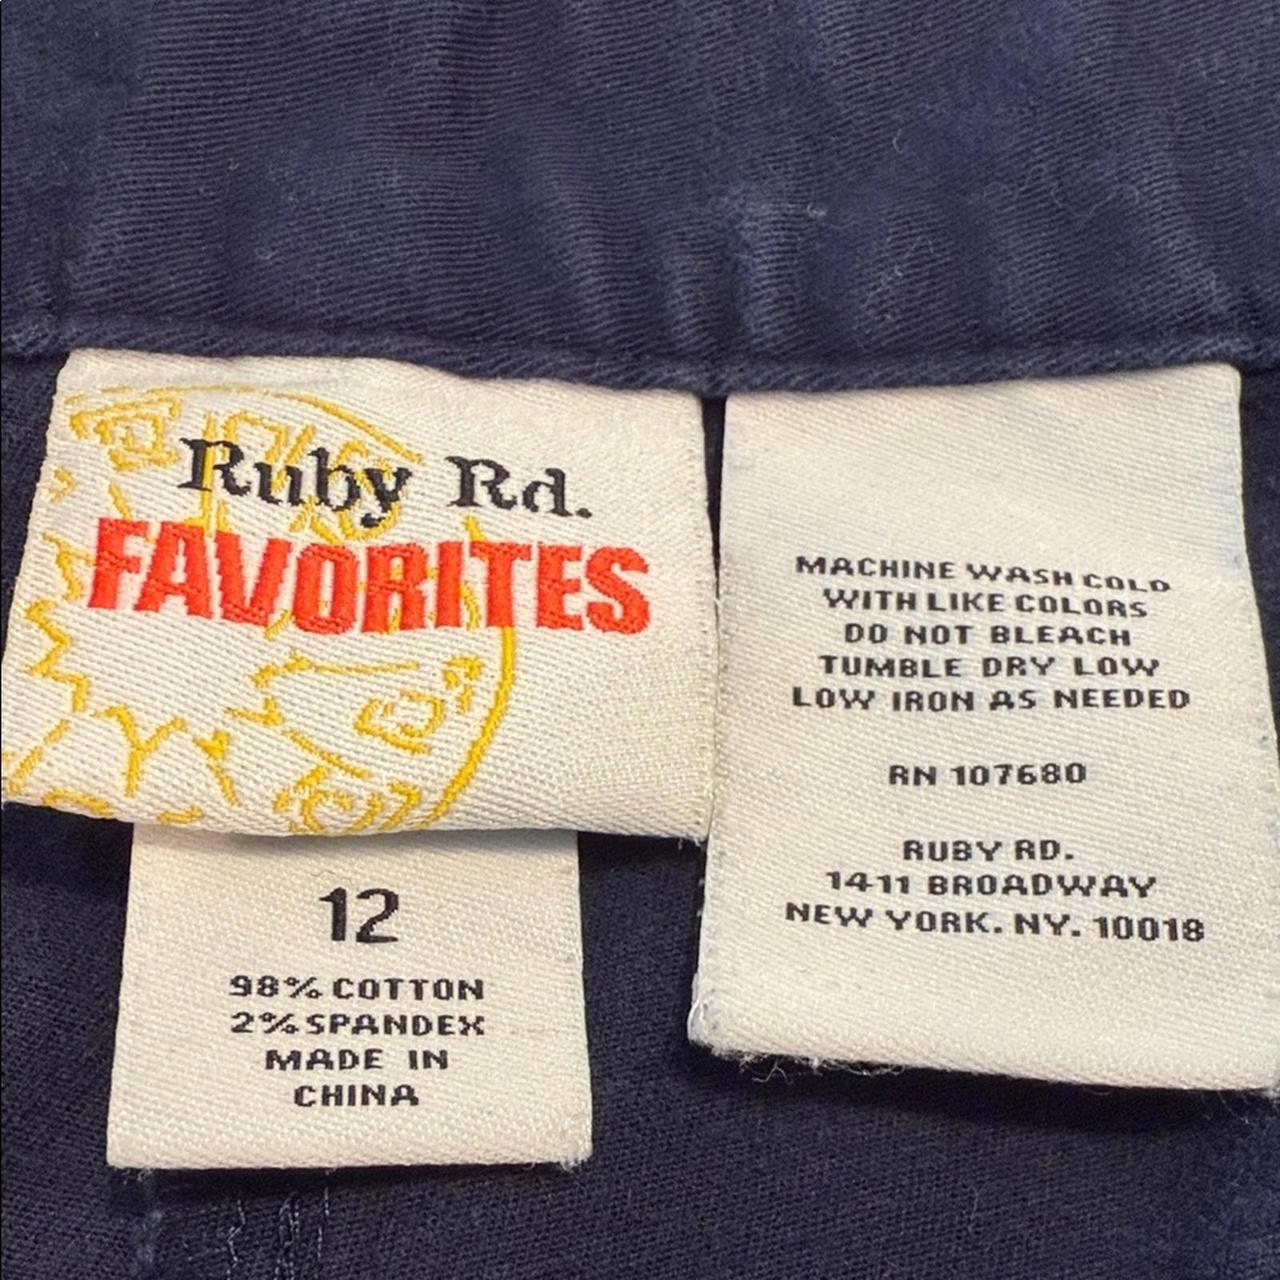 Ruby Rd.
FAVORITES
12
98% COTTON
2% SPANDEX
MADE IN
CHINA
MACHINE WASH COLD
WITH LIKE COLORS
DO NOT BLEACH
TUMBLE DRY LOW
LOW IRON AS NEEDED
RN 107680
RUBY RD.
1411 BROADWAY
NEW YORK. NY. 10018